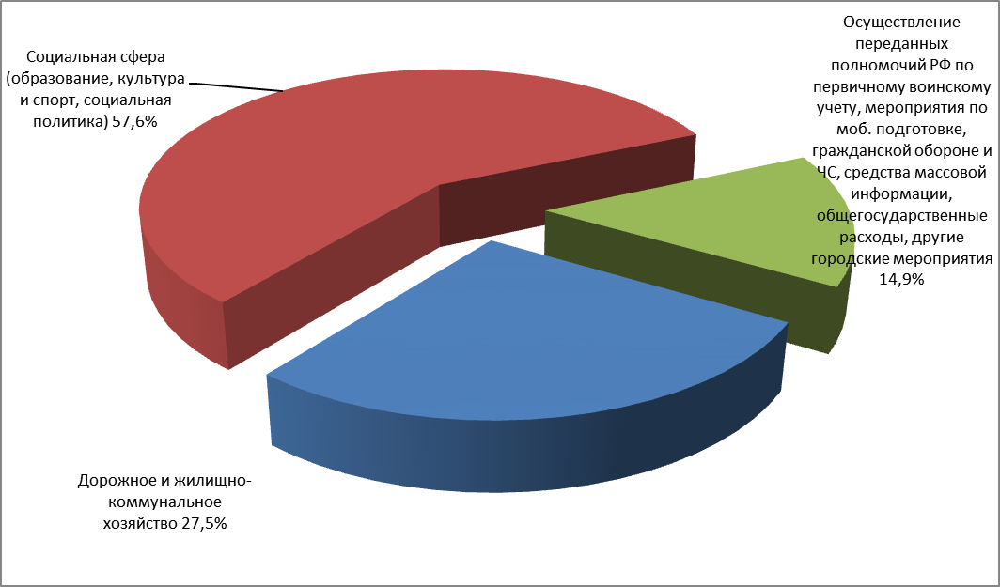 Социальная сфера
(образование, культура
и спорт, социальная
политика) 57,6%
Осуществление
переданных
полномочий РФ по
первичному воинскому
учету, мероприятия по
моб. подготовке,
гражданской обороне и
ЧС, средства массовой
информации,
общегосударственные
расходы, другие
городские мероприятия
14,9%
Дорожное и жилищно-
коммунальное
хозяйство 27,5%